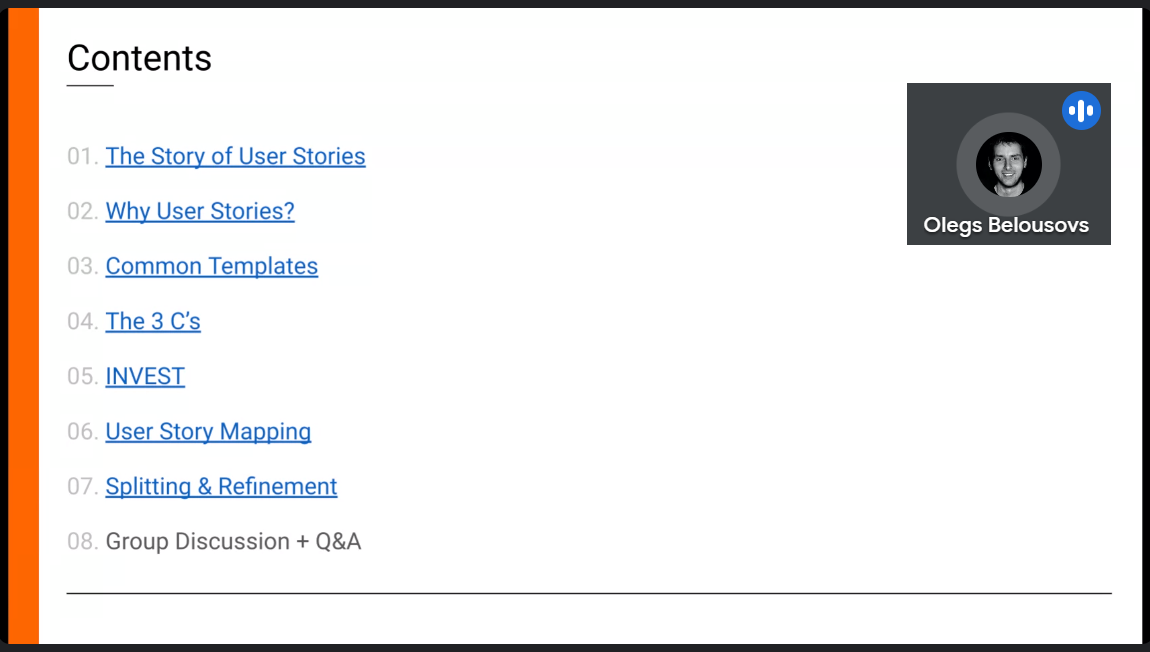 Contents
01. The Story of User Stories
02. Why User Stories?
03. Common Templates
04. The 3 C’s
05. INVEST
06. User Story Mapping
07. Splitting & Refinement
08. Group Discussion + Q&A
Olegs Belousovs